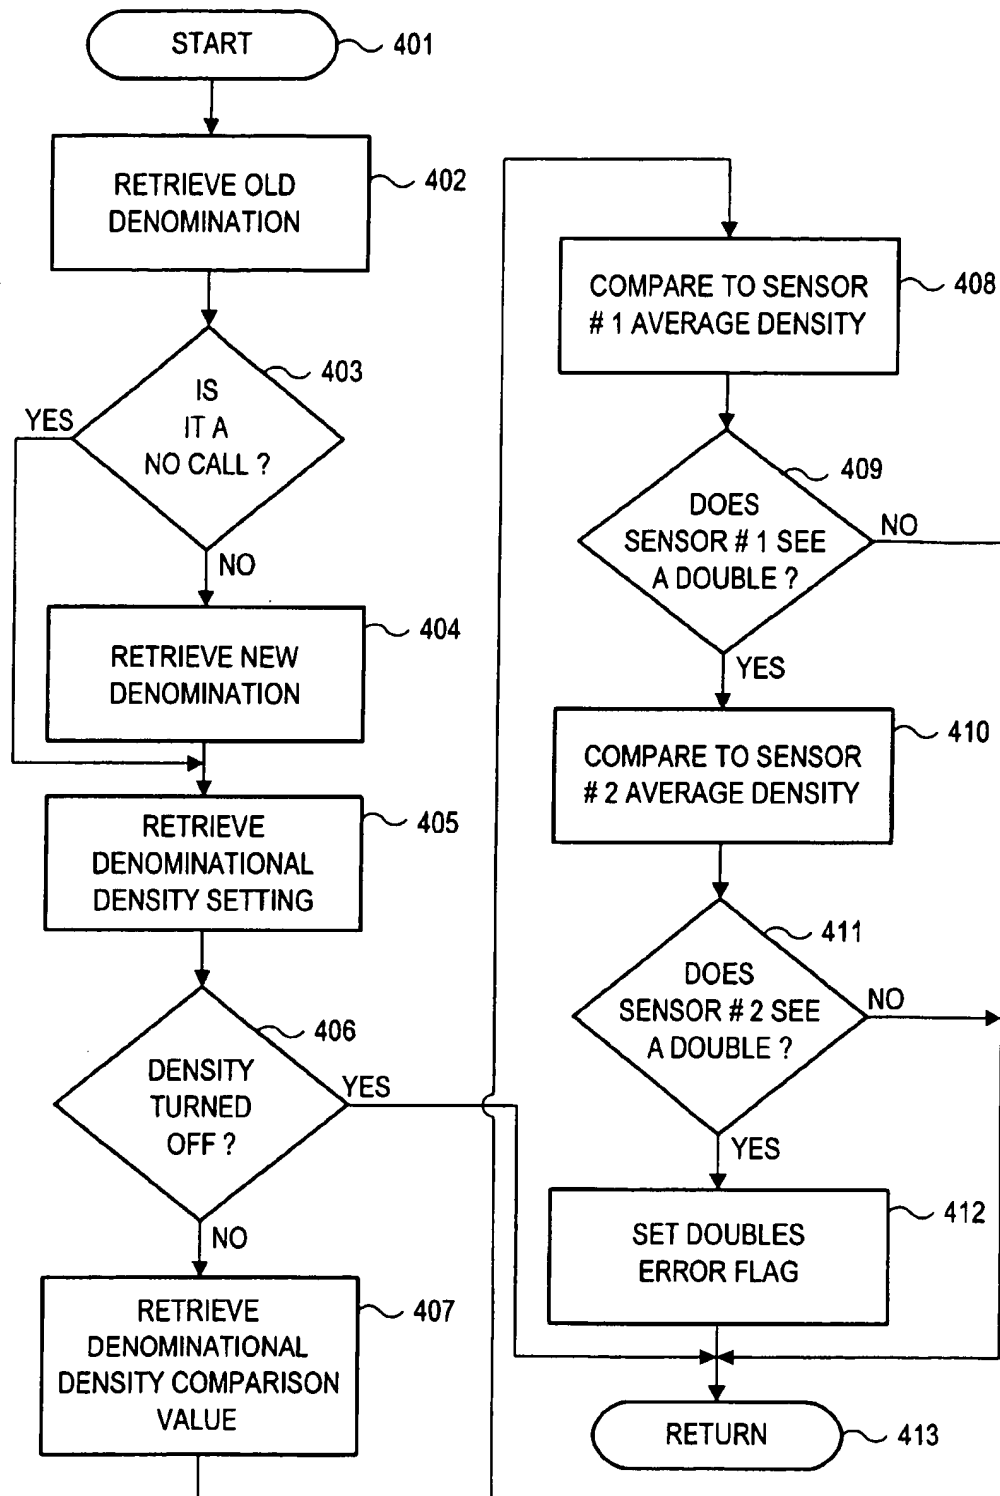 START
401
RETRIEVE OLD
DENOMINATION
402
IS
IT A
NO CALL ?
403
YES
NO
RETRIEVE NEW
DENOMINATION
404
RETRIEVE
DENOMINATIONAL
DENSITY SETTING
405
DENSITY
TURNED
OFF ?
406
YES
NO
RETRIEVE
DENOMINATIONAL
DENSITY COMPARISON
VALUE
407
COMPARE TO SENSOR
# 1 AVERAGE DENSITY
408
DOES
SENSOR # 1 SEE
A DOUBLE ?
409
NO
YES
COMPARE TO SENSOR
# 2 AVERAGE DENSITY
410
DOES
SENSOR # 2 SEE
A DOUBLE ?
411
NO
YES
SET DOUBLES
ERROR FLAG
412
RETURN
413